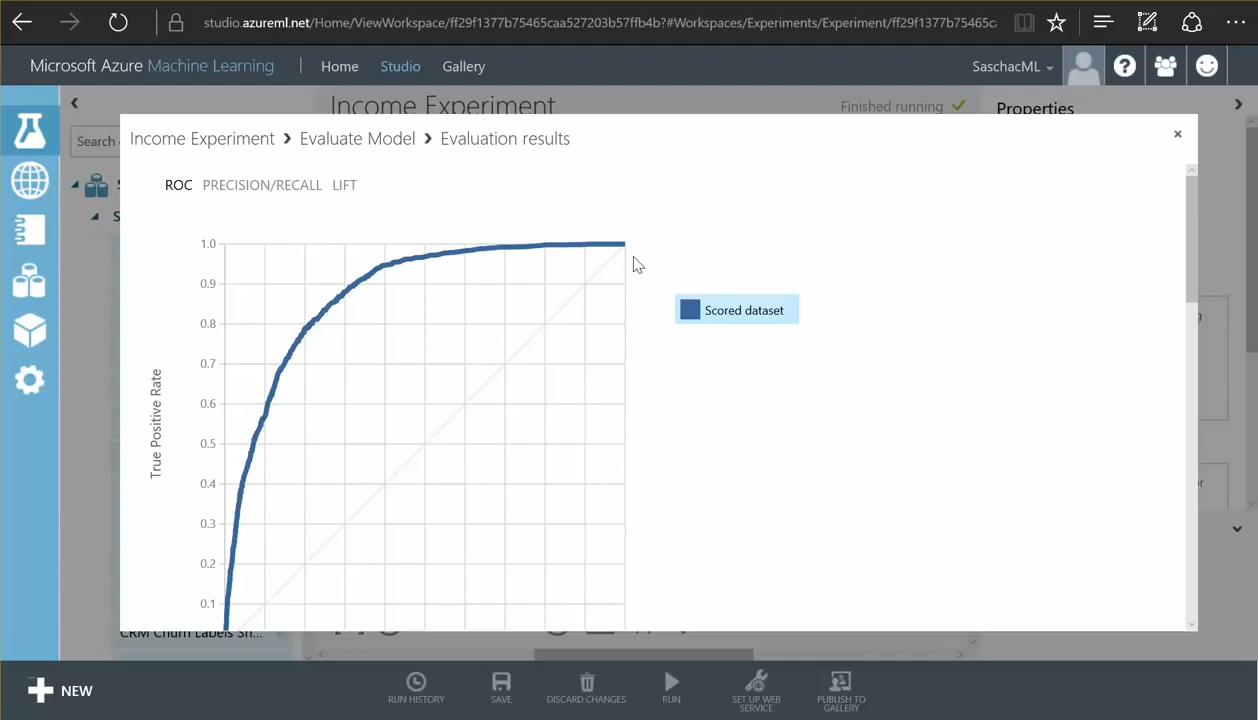 studio.azureml.net/Home/ViewWorkspace/ff29f1377b75465caa527203b57ffb4b?#Workspaces/Experiments/Experiment/ff29f1377b75465c
Microsoft Azure Machine Learning | Home Studio Gallery SaschacML
Income Experiment Finished running Properties
Search
Income Experiment > Evaluate Model > Evaluation results ×
ROC PRECISION/RECALL LIFT
1.0
0.9
Scored dataset
0.8
0.7
0.6
0.5
0.4
0.3
0.2
0.1
True Positive Rate
CRM Churn Labels Sh...
NEW
RUN HISTORY
SAVE
DISCARD CHANGES
RUN
SET UP WEB
SERVICE
PUBLISH TO
GALLERY